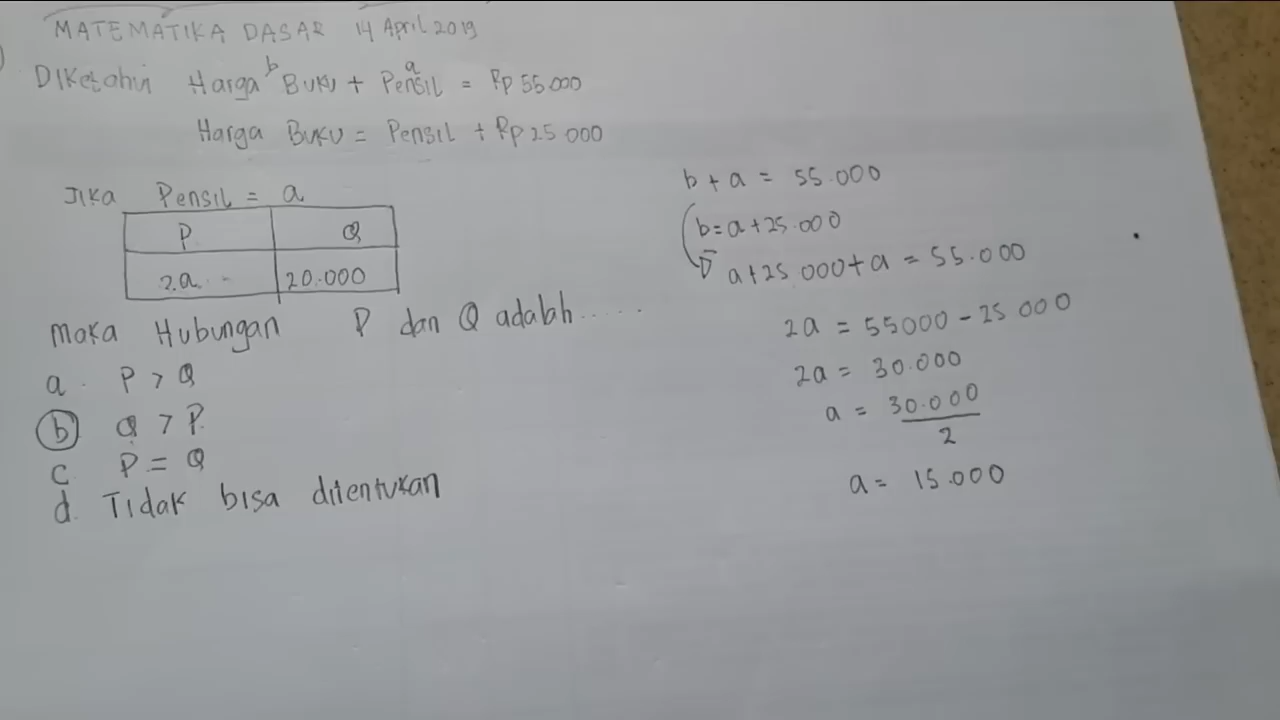 MATEMATIKA DASAR 14 April 2019
Diketahui Harga Buku + Pensil = Rp 55.000
b a
Harga Buku = Pensil + Rp 25 000
Jika Pensil = a
P Q
2a 20.000
Maka Hubungan P dan Q adalah......
a. P > Q
b Q > P.
c. P = Q
d. Tidak bisa ditentukan
b + a = 55.000
b = a + 25.000
a + 25 000 + a = 55.000
2a = 55000 - 25 000
2a = 30.000
a = 30.000
2
a = 15.000